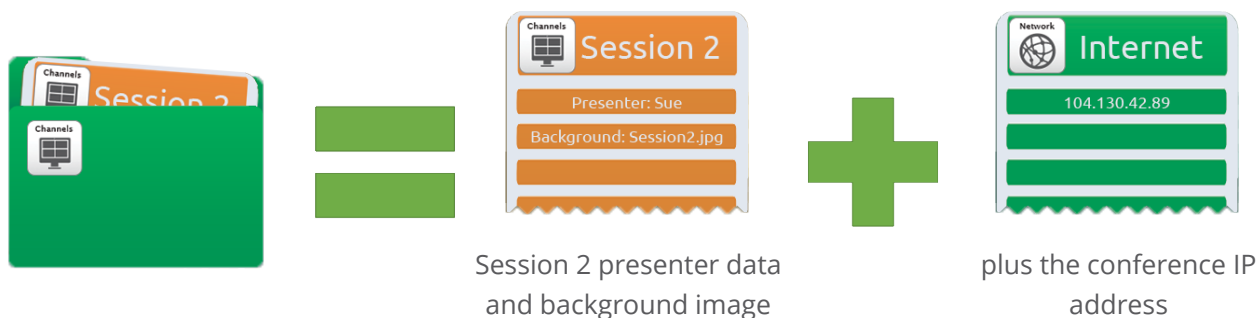 Channels
Session 2
Channels
Channels
Session 2
Presenter: Sue
Background: Session2.jpg
Session 2 presenter data
and background image
Network
Internet
104.130.42.89
plus the conference IP
address